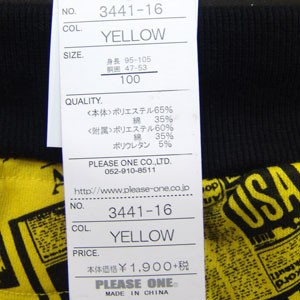 NO. 3441-16
COL. YELLOW
SIZE.
身長 95-105
胸囲 47-53
100
QUALITY.
<本体>ポリエステル65%
綿 35%
<附属>ポリエステル60%
綿 35%
ポリウレタン 5%
PLEASE ONE CO.,LTD.
052-910-8511
http://www.please-one.co.jp
NO. 3441-16
COL. YELLOW
PRICE.
本体価格 ¥1,900+税
PLEASE ONE.
MADE IN CHINA
USA